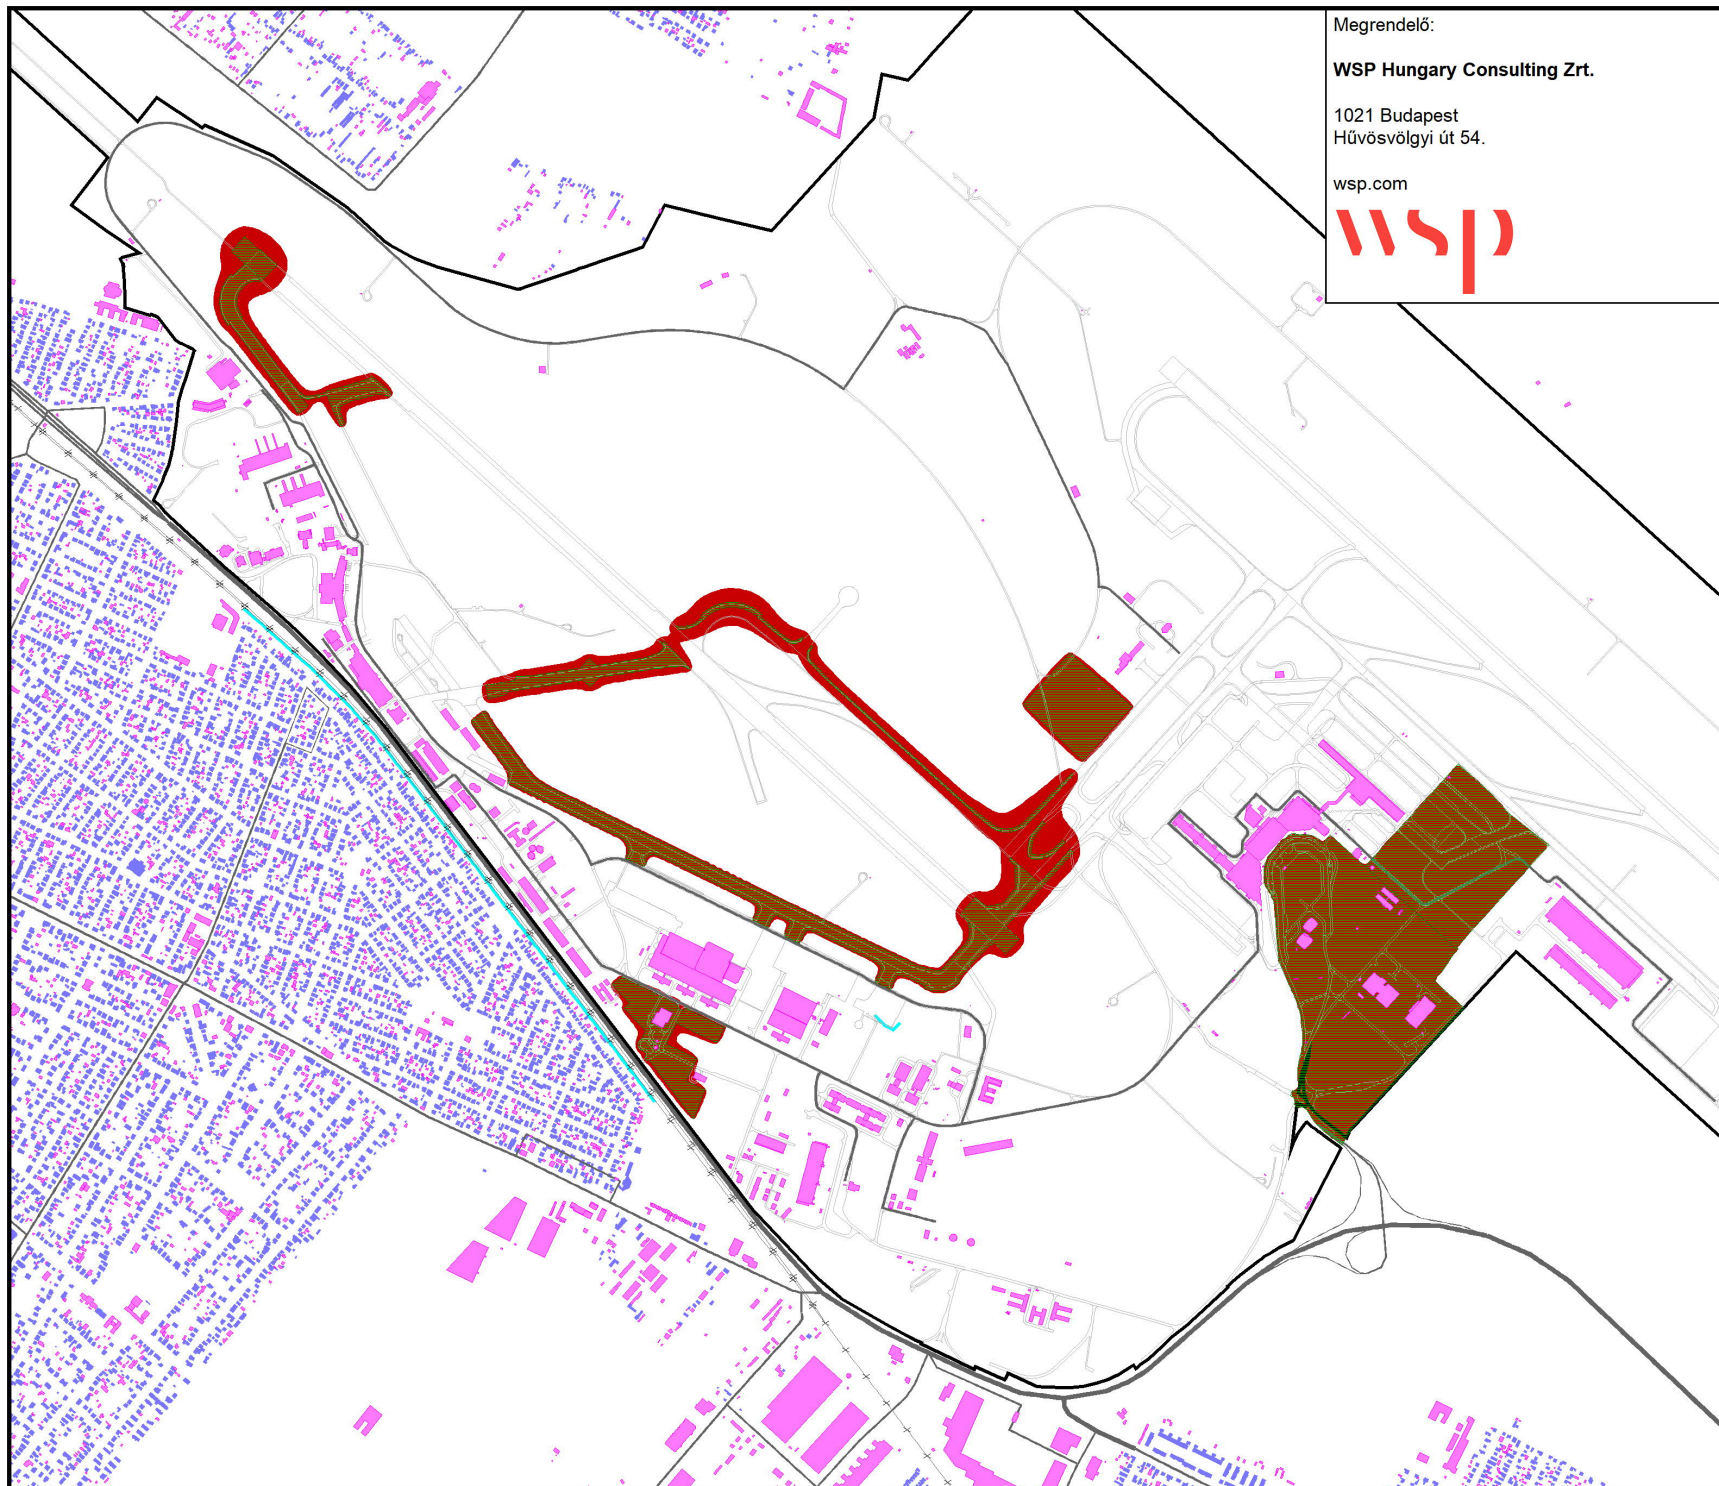 Megrendelő:
WSP Hungary Consulting Zrt.
1021 Budapest
Hűvösvölgyi út 54.
wsp.com
wsp